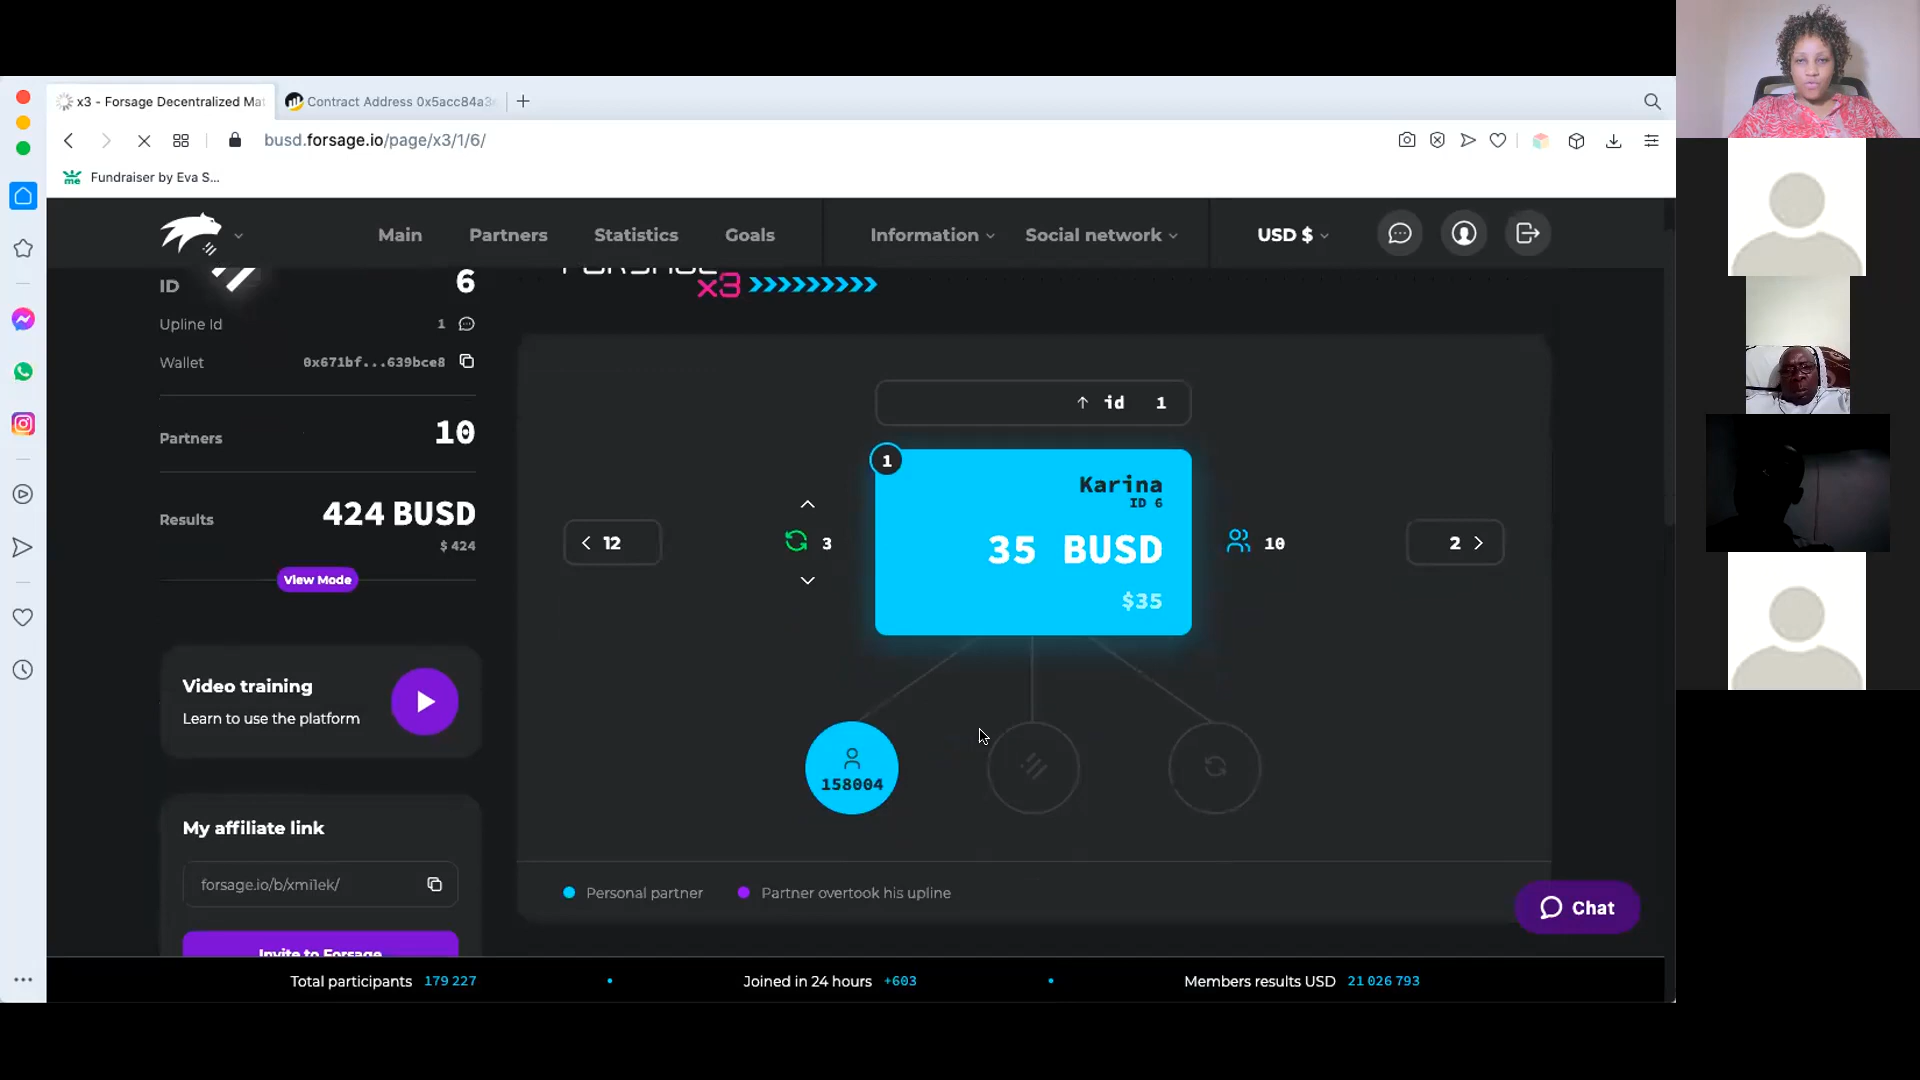 x3 - Forsage Decentralized Mat
Contract Address 0x5acc84a3
busd.forsage.io/page/x3/1/6/
me
Fundraiser by Eva S...
Main
Partners
Statistics
Goals
Information
Social network
USD $
ID 6
FORSAGE
x3
Upline Id 1
Wallet 0x671bf...639bce8
Partners 10
Results 424 BUSD
$ 424
View Mode
Video training
Learn to use the platform
My affiliate link
forsage.io/b/xmi1ek/
Invite to Forsage
↑ id 1
1
Karina
ID 6
35 BUSD
$35
< 12
3
10
2 >
158004
Personal partner
Partner overtook his upline
Chat
Total participants 179 227
•
Joined in 24 hours +603
•
Members results USD 21 026 793